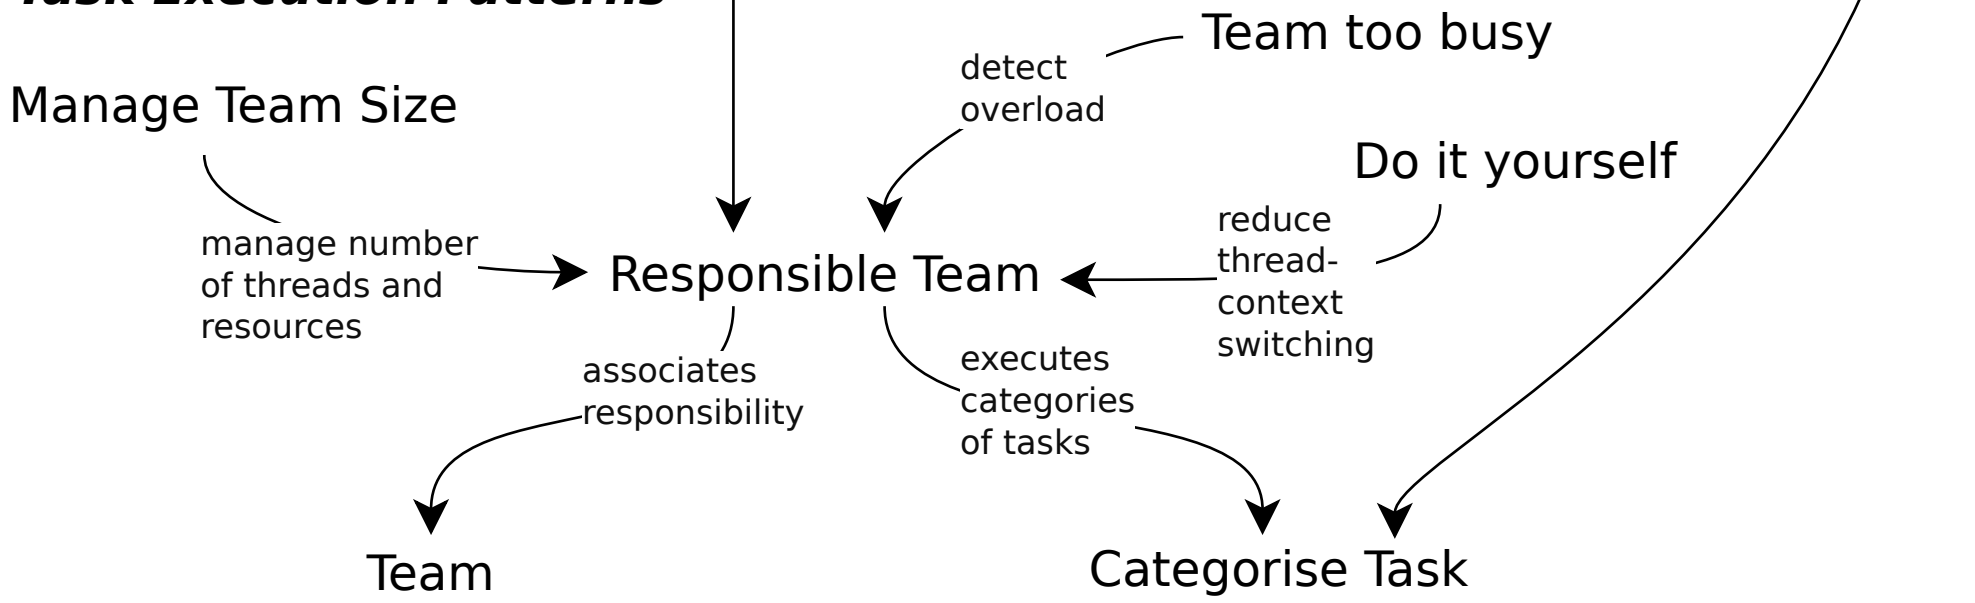 Task Execution Patterns
Team too busy
detect
overload
Manage Team Size
Do it yourself
reduce
thread-
context
switching
manage number
of threads and
resources
Responsible Team
associates
responsibility
executes
categories
of tasks
Team
Categorise Task